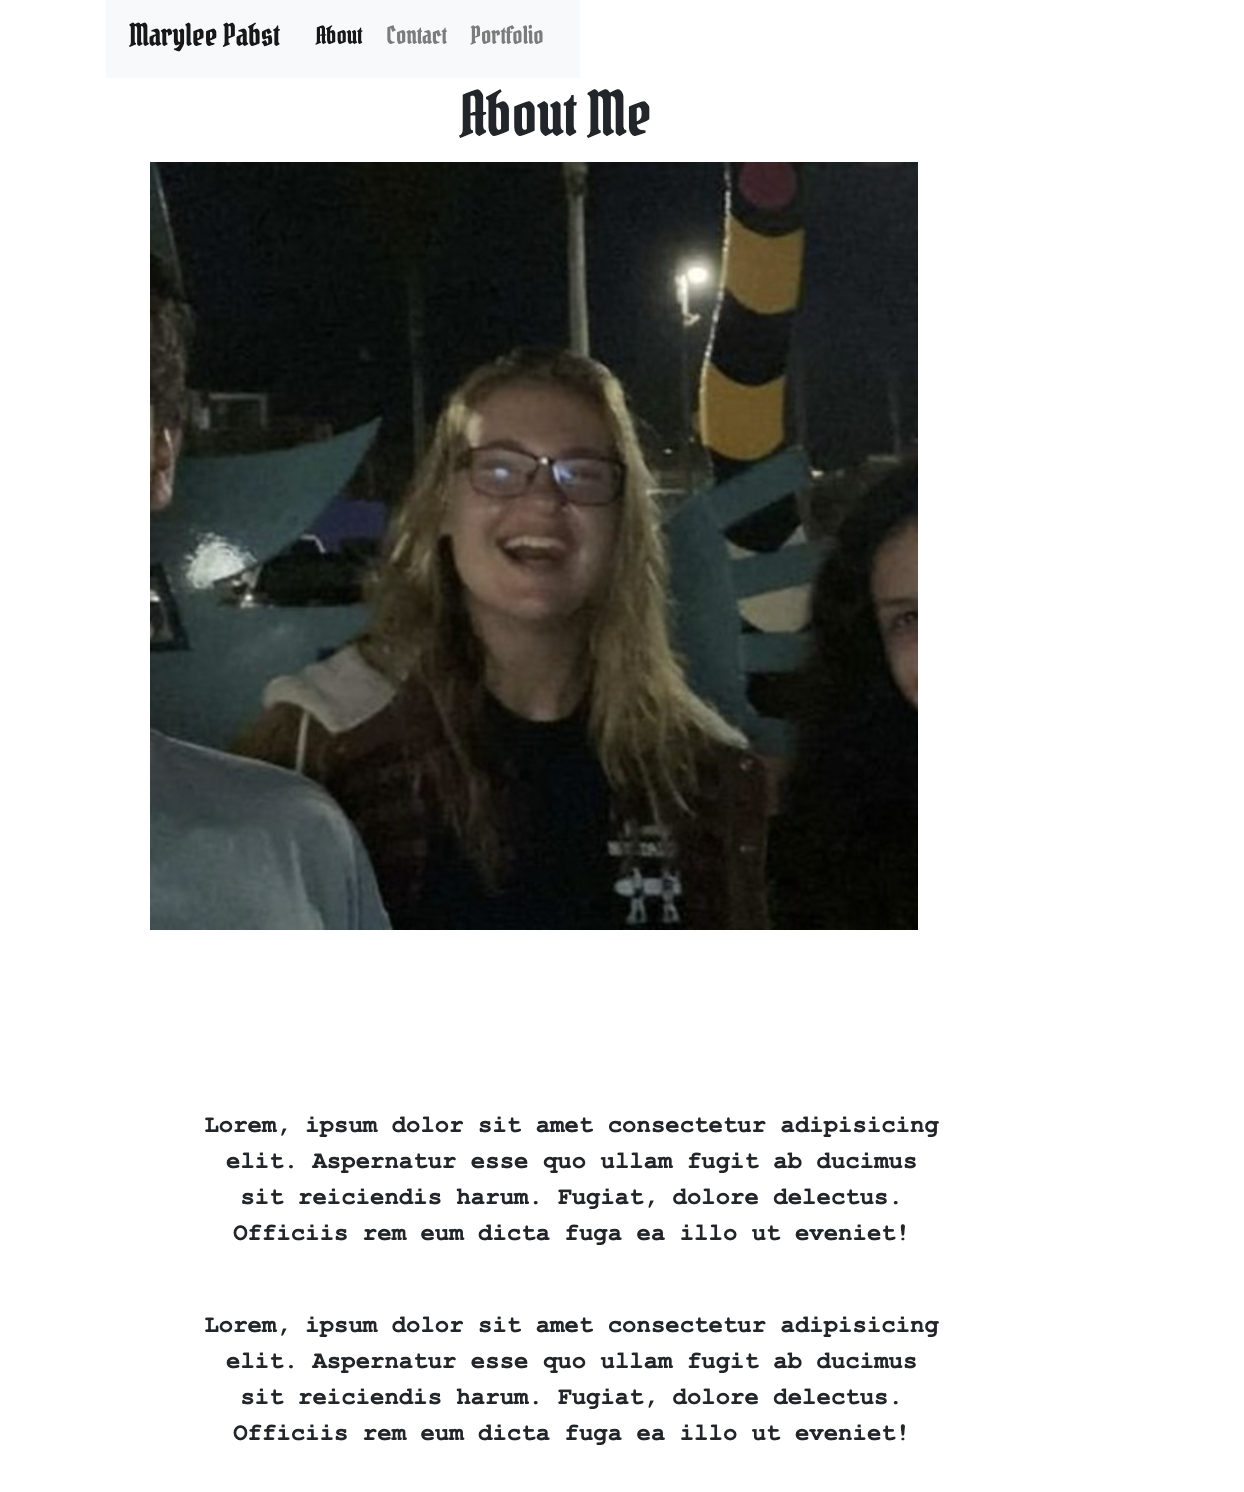 Marylee Pabst About Contact Portfolio
About Me
Lorem, ipsum dolor sit amet consectetur adipisicing
elit. Aspernatur esse quo ullam fugit ab ducimus
sit reiciendis harum. Fugiat, dolore delectus.
Officiis rem eum dicta fuga ea illo ut eveniet!
Lorem, ipsum dolor sit amet consectetur adipisicing
elit. Aspernatur esse quo ullam fugit ab ducimus
sit reiciendis harum. Fugiat, dolore delectus.
Officiis rem eum dicta fuga ea illo ut eveniet!